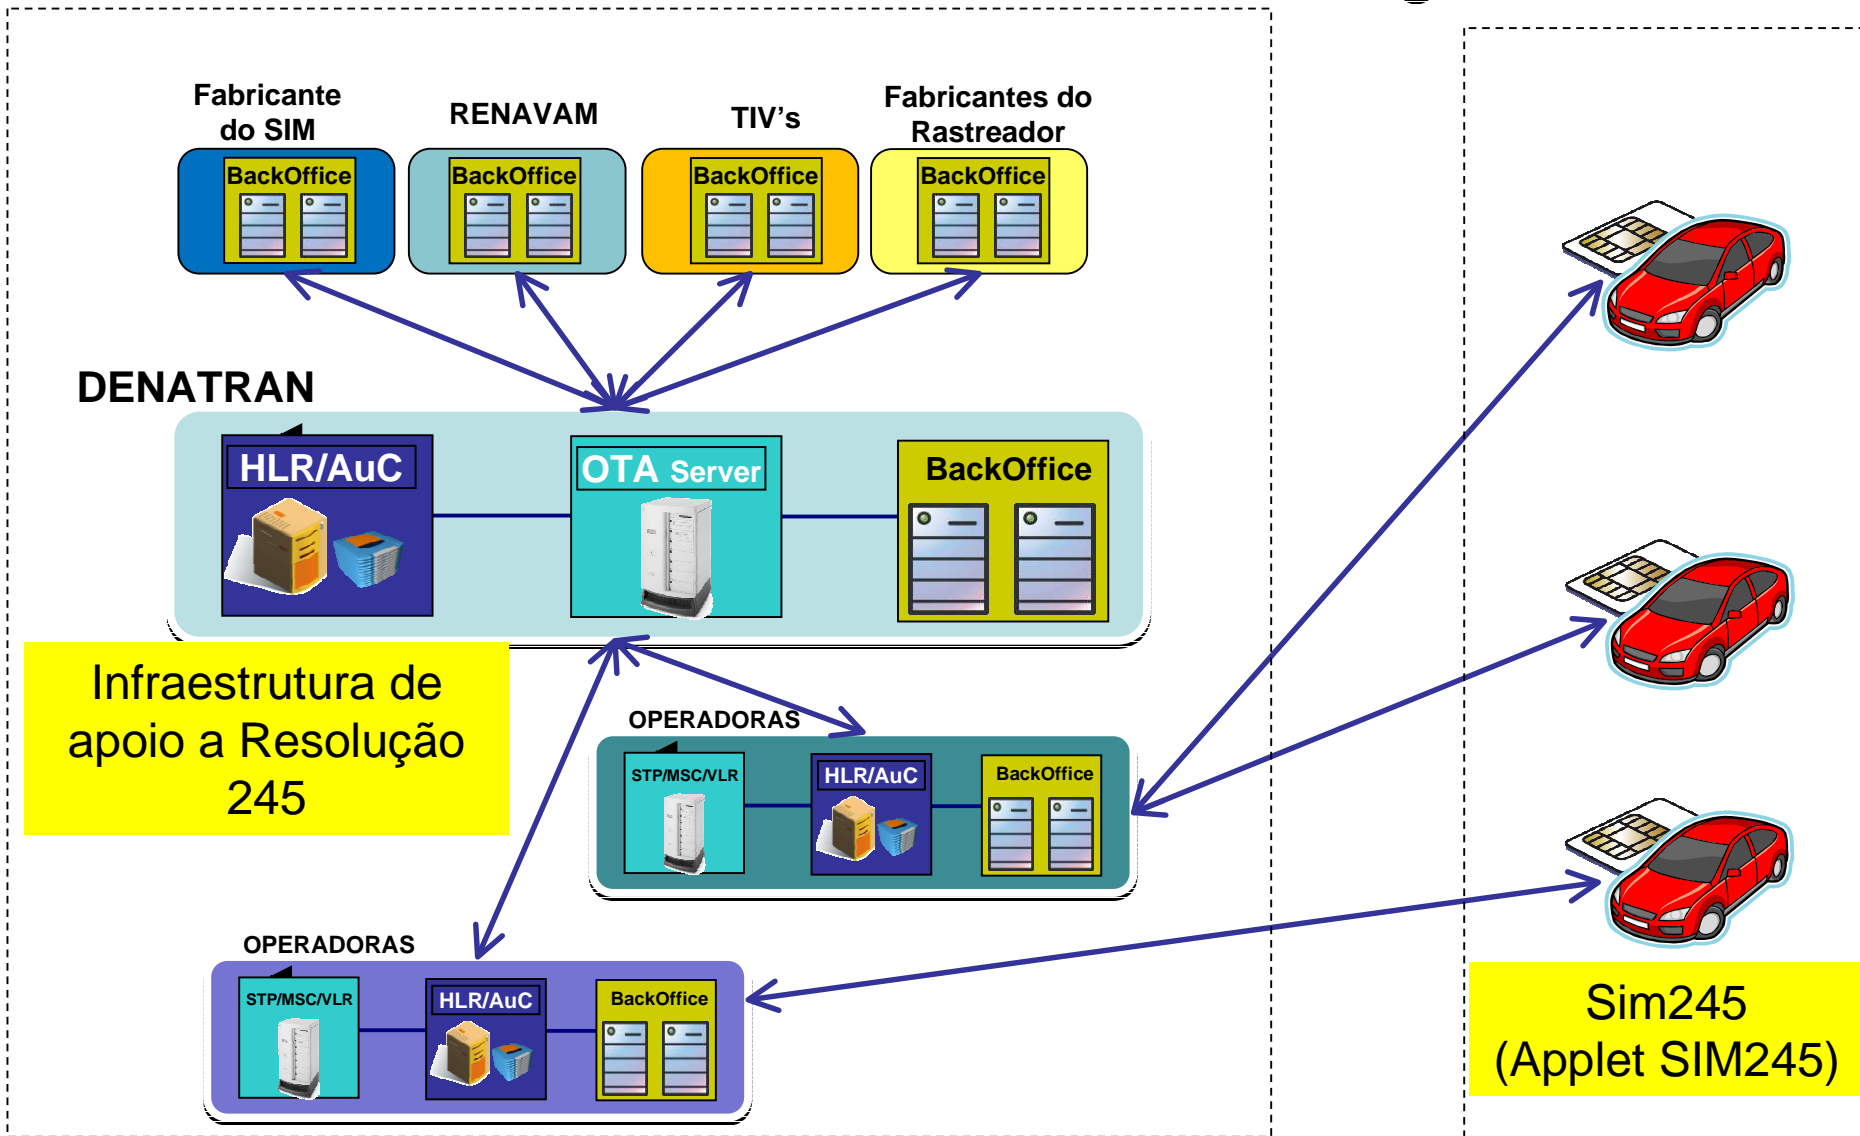 Fabricante
do SIM
RENAVAM
TIV's
Fabricantes do
Rastreador
BackOffice
BackOffice
BackOffice
BackOffice
DENATRAN
HLR/AuC
OTA Server
BackOffice
Infraestrutura de
apoio a Resolução
245
OPERADORAS
STP/MSC/VLR
HLR/AuC
BackOffice
OPERADORAS
STP/MSC/VLR
HLR/AuC
BackOffice
Sim245
(Applet SIM245)